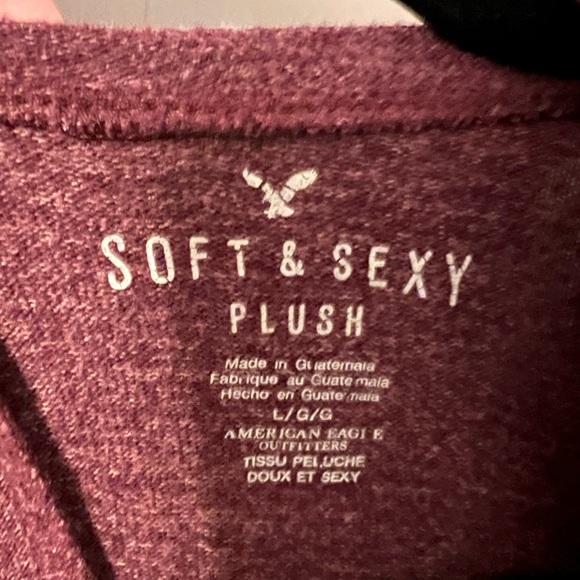 SOFT & SEXY
PLUSH
Made in Guatemala
Fabrique au Guatemala
Hecho en Guatemala
L/G/G
AMERICAN EAGLE
OUTFITTERS
TISSU PELUCHE
DOUX ET SEXY